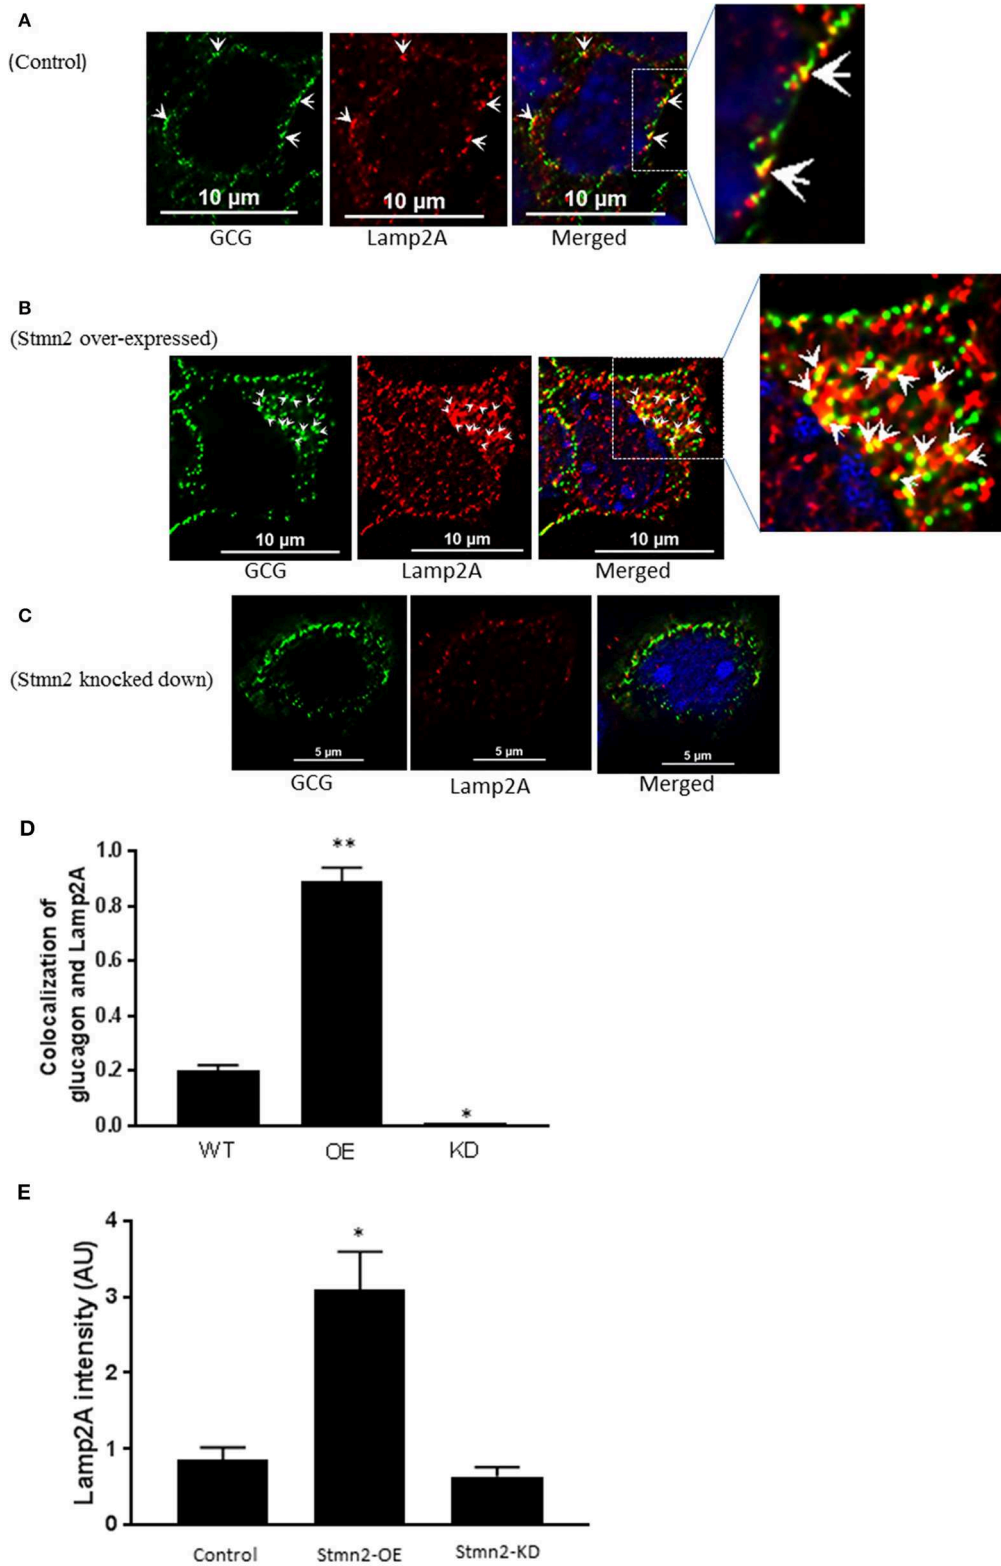 A
(Control)
10 µm
10 µm
10 µm
GCG
Lamp2A
Merged
B
(Stmn2 over-expressed)
10 µm
10 µm
10 µm
GCG
Lamp2A
Merged
C
(Stmn2 knocked down)
5 µm
5 µm
5 µm
GCG
Lamp2A
Merged
D
Colocalization of
glucagon and Lamp2A
1.0
0.8
0.6
0.4
0.2
0.0
**
*
WT
OE
KD
E
Lamp2A intensity (AU)
4
3
2
1
0
*
Control
Stmn2-OE
Stmn2-KD